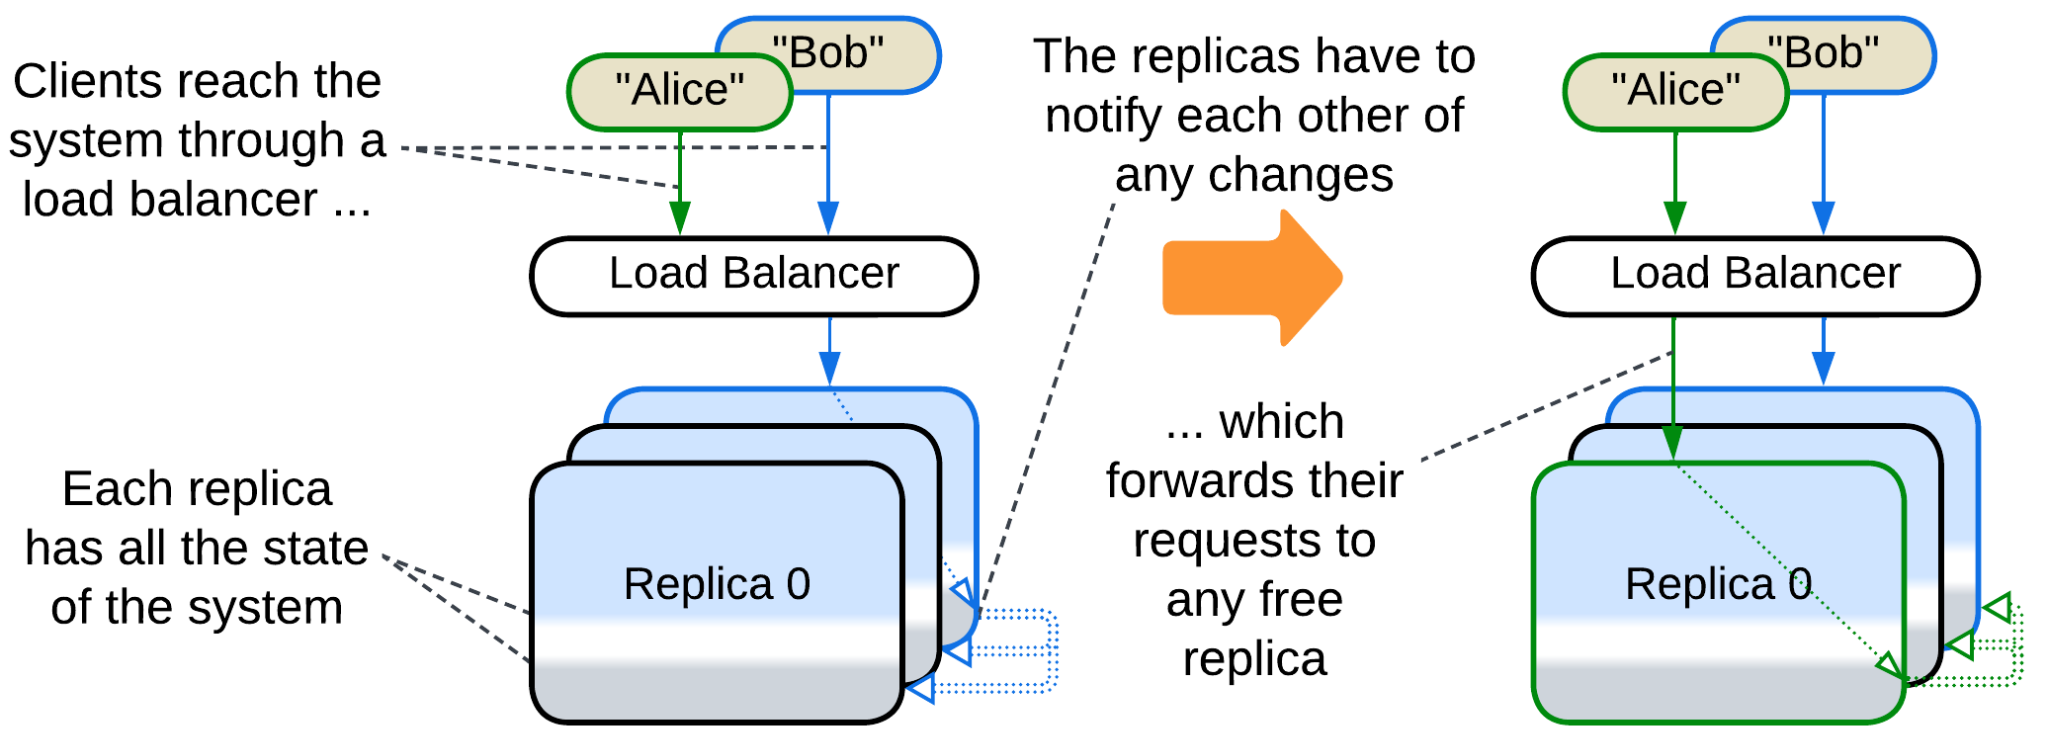 Clients reach the
system through a
load balancer ...
"Bob"
"Alice"
Load Balancer
Each replica
has all the state
of the system
Replica 0
The replicas have to
notify each other of
any changes
... which
forwards their
requests to
any free
replica
"Bob"
"Alice"
Load Balancer
Replica 0